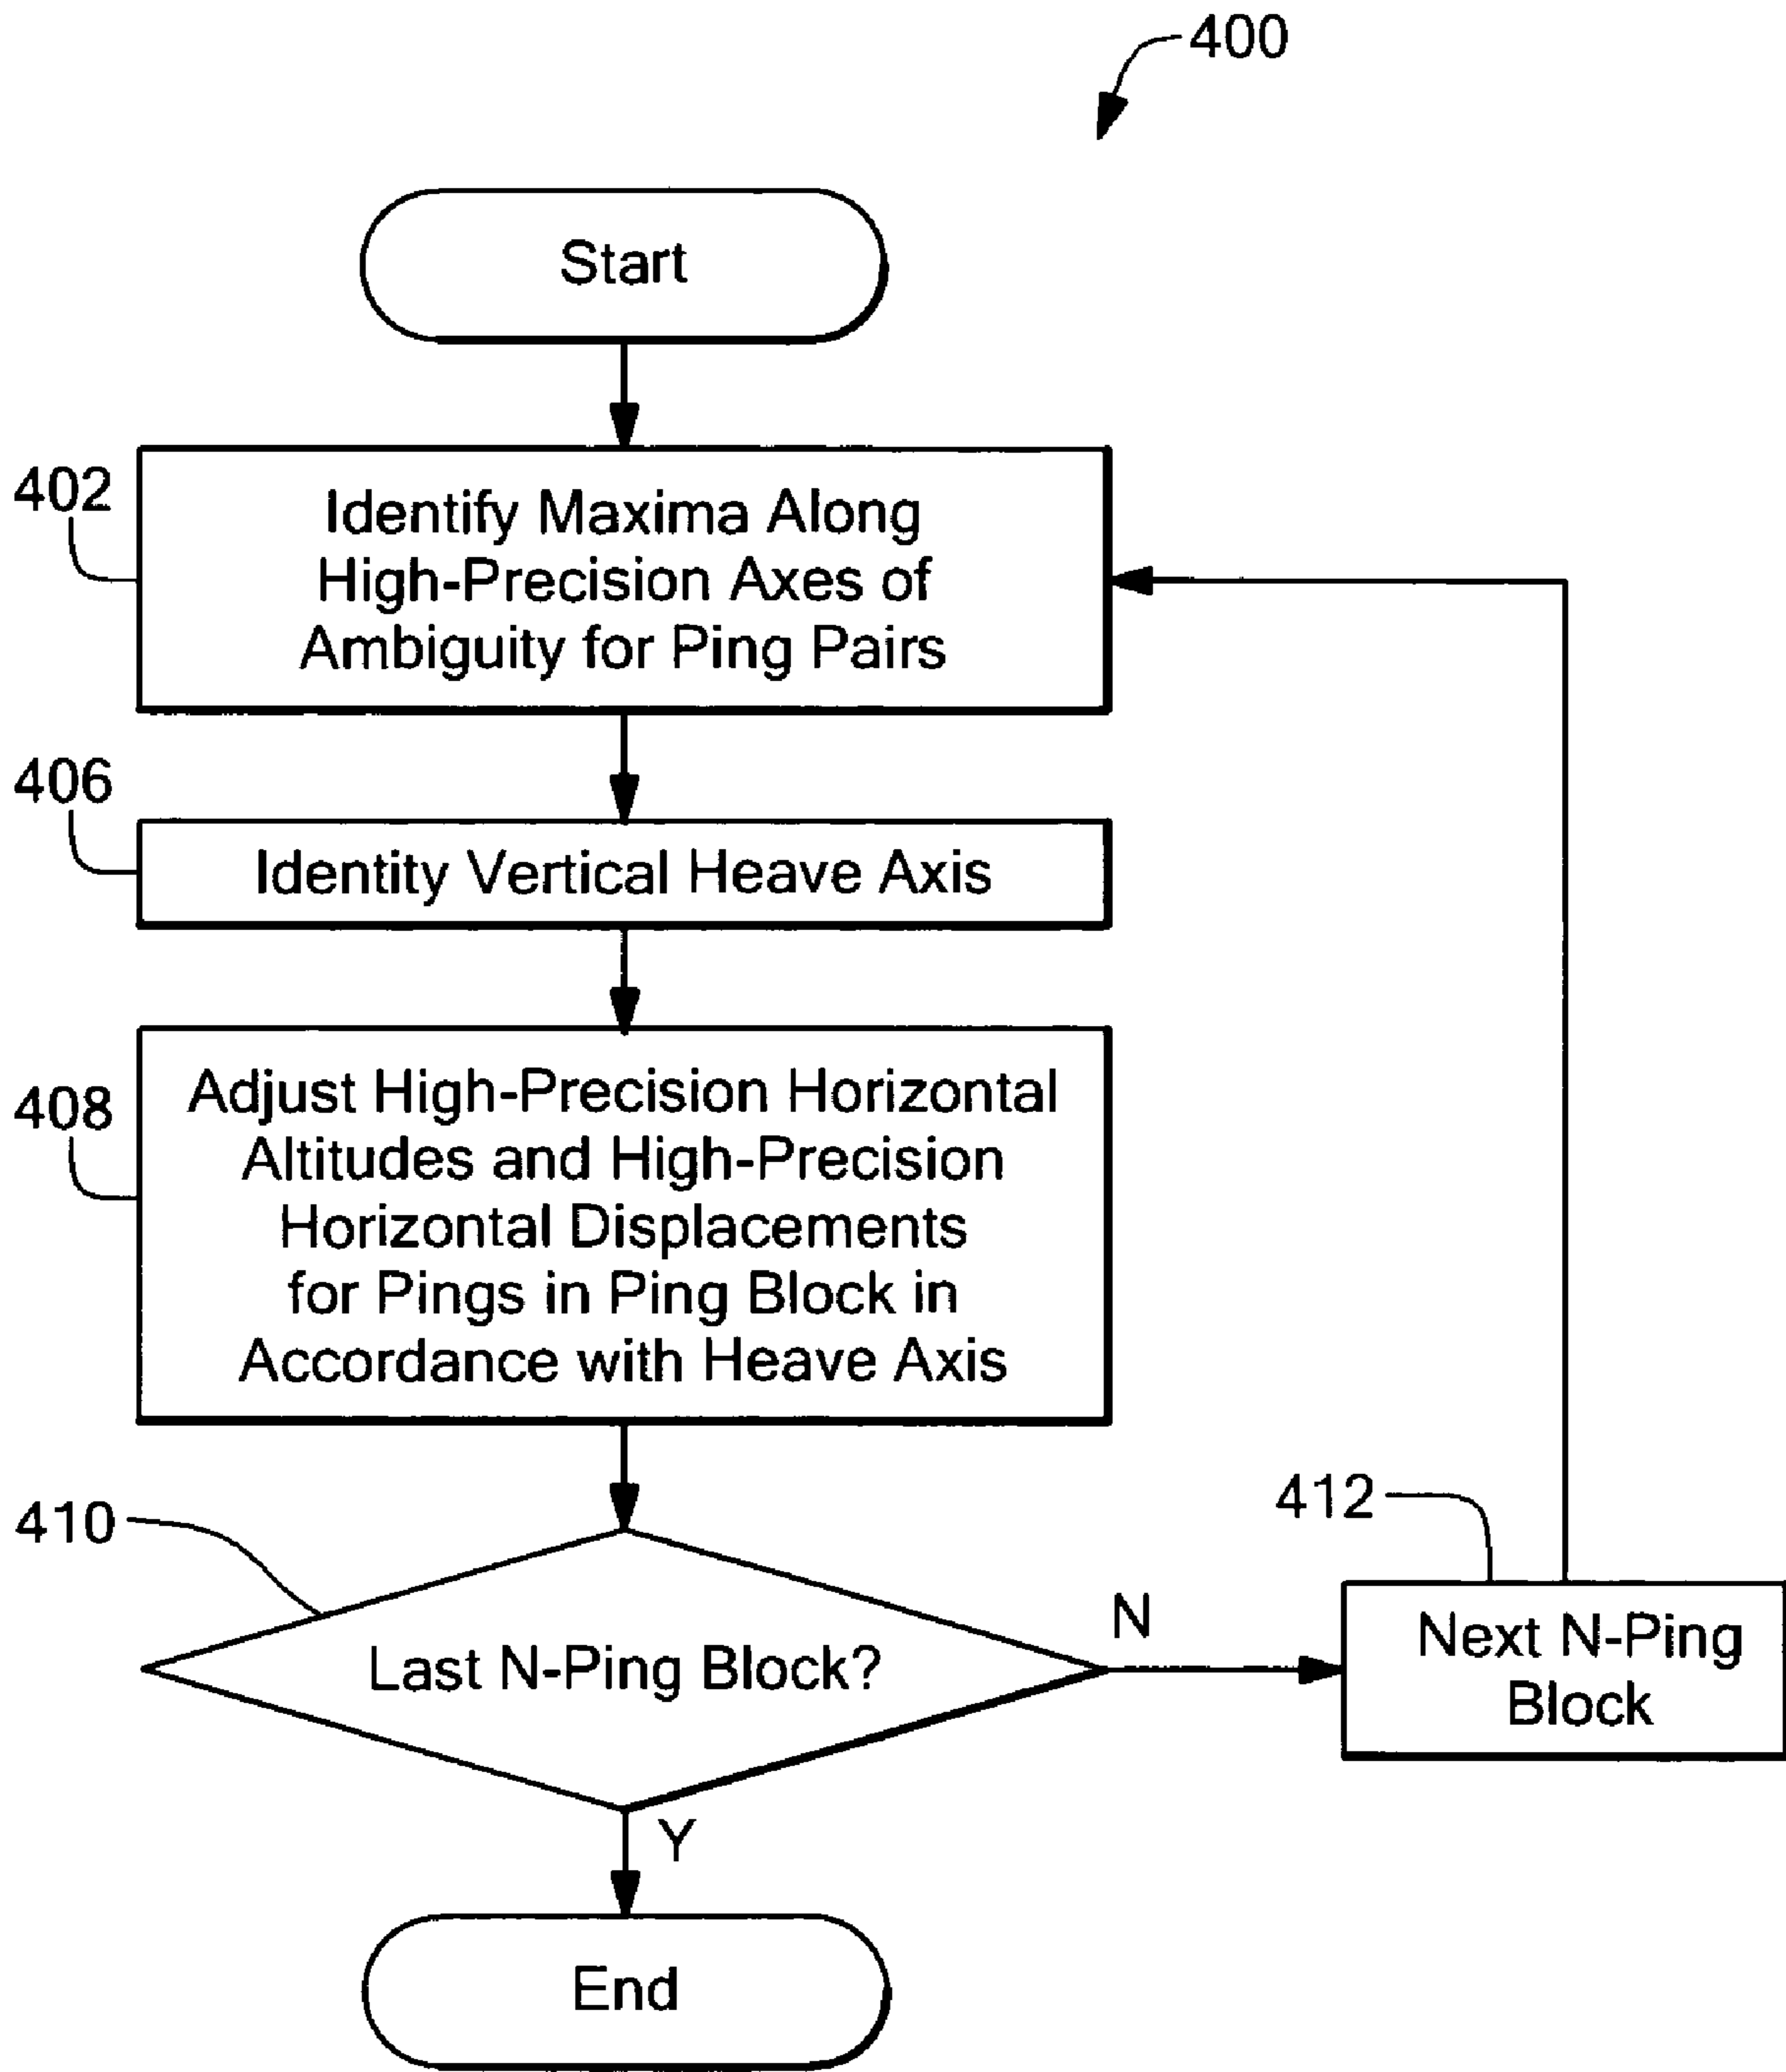 400
Start
402
Identify Maxima Along
High-Precision Axes of
Ambiguity for Ping Pairs
406
Identity Vertical Heave Axis
408
Adjust High-Precision Horizontal
Altitudes and High-Precision
Horizontal Displacements
for Pings in Ping Block in
Accordance with Heave Axis
410
Last N-Ping Block?
N
412
Next N-Ping
Block
Y
End